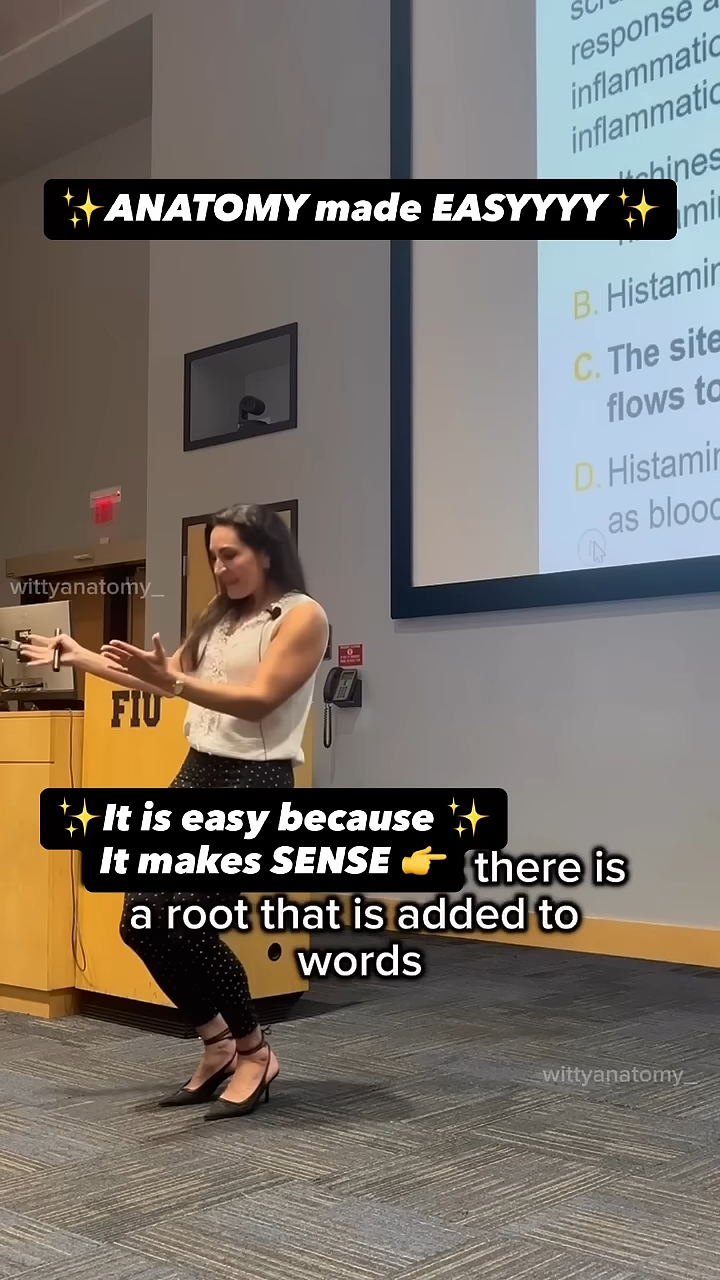 response a
inflammatio
inflammatio
✨ANATOMY made EASYYYY ✨
B. Histamin
C. The site
flows to
D. Histamin
as blood
wittyanatomy_
FIU
✨It is easy because ✨
It makes SENSE 👉
there is
a root that is added to
words
wittyanatomy_